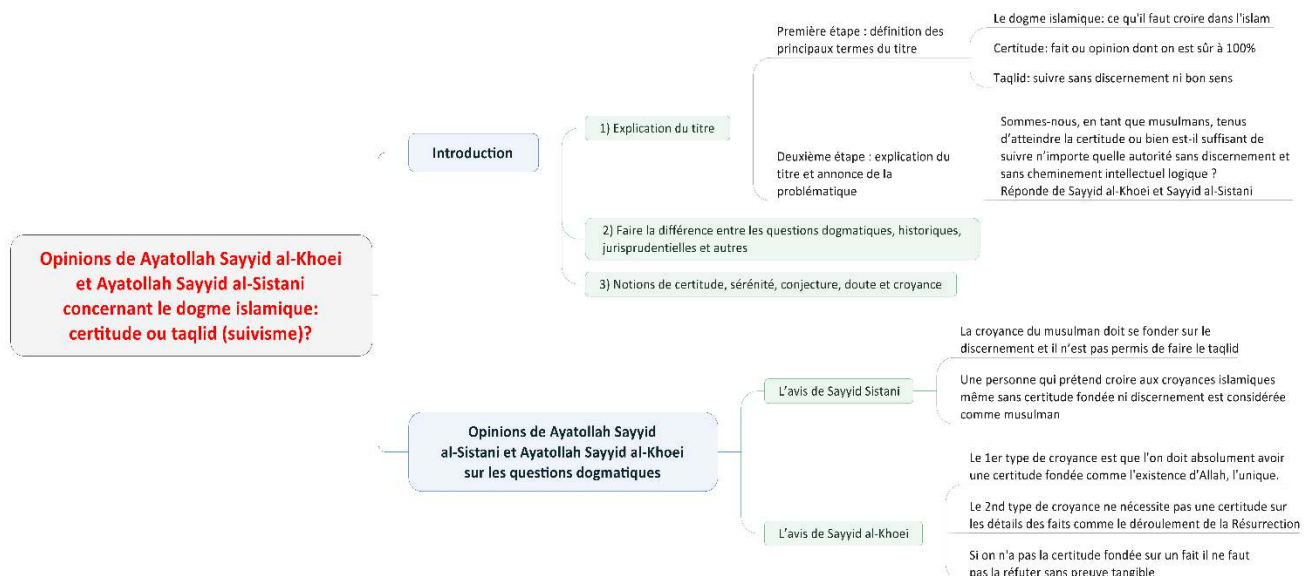 Opinions de Ayatollah Sayyid al-Khoei
et Ayatollah Sayyid al-Sistani
concernant le dogme islamique:
certitude ou taqlid (suivisme)?
Introduction
1) Explication du titre
Première étape : définition des
principaux termes du titre
Le dogme islamique: ce qu'il faut croire dans l'islam
Certitude: fait ou opinion dont on est sûr à 100%
Taqlid: suivre sans discernement ni bon sens
Deuxième étape : explication du
titre et annonce de la
problématique
Sommes-nous, en tant que musulmans, tenus
d'atteindre la certitude ou bien est-il suffisant de
suivre n'importe quelle autorité sans discernement et
sans cheminement intellectuel logique ?
Réponde de Sayyid al-Khoei et Sayyid al-Sistani
2) Faire la différence entre les questions dogmatiques, historiques,
jurisprudentielles et autres
3) Notions de certitude, sérénité, conjecture, doute et croyance
Opinions de Ayatollah Sayyid
al-Sistani et Ayatollah Sayyid al-Khoei
sur les questions dogmatiques
L'avis de Sayyid Sistani
La croyance du musulman doit se fonder sur le
discernement et il n'est pas permis de faire le taqlid
Une personne qui prétend croire aux croyances islamiques
même sans certitude fondée ni discernement est considérée
comme musulman
L'avis de Sayyid al-Khoei
Le 1er type de croyance est que l'on doit absolument avoir
une certitude fondée comme l'existence d'Allah, l'unique.
Le 2nd type de croyance ne nécessite pas une certitude sur
les détails des faits comme le déroulement de la Résurrection
Si on n'a pas la certitude fondée sur un fait il ne faut
pas la réfuter sans preuve tangible